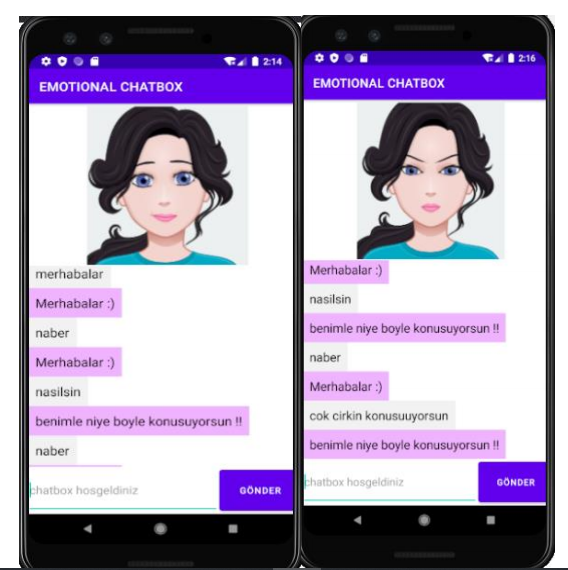 2:14
EMOTIONAL CHATBOX
merhabalar
Merhabalar :)
naber
Merhabalar :)
nasilsin
benimle niye boyle konusuyorsun !!
naber
chatbox hosgeldiniz
GÖNDER
2:16
EMOTIONAL CHATBOX
Merhabalar :)
nasilsin
benimle niye boyle konusuyorsun !!
naber
Merhabalar :)
cok cirkin konusuuyorsun
benimle niye boyle konusuyorsun !!
chatbox hosgeldiniz
GÖNDER